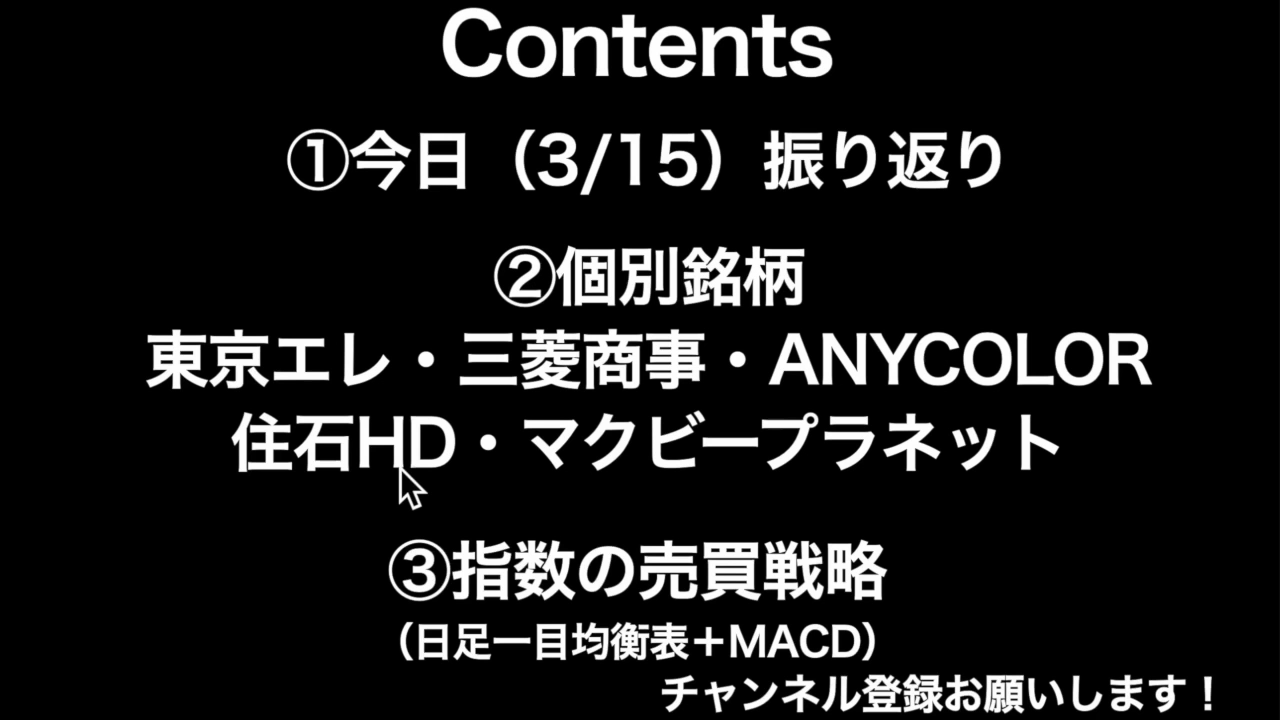 Contents
①今日（3/15）振り返り
②個別銘柄
東京エレ・三菱商事・ANYCOLOR
住石HD・マクビープラネット
③指数の売買戦略
（日足一目均衡表＋MACD）
チャンネル登録お願いします！